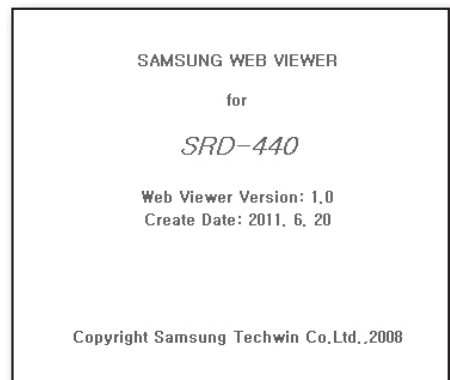 SAMSUNG WEB VIEWER
for
SRD-440
Web Viewer Version: 1.0
Create Date: 2011. 6. 20
Copyright Samsung Techwin Co.Ltd.,2008